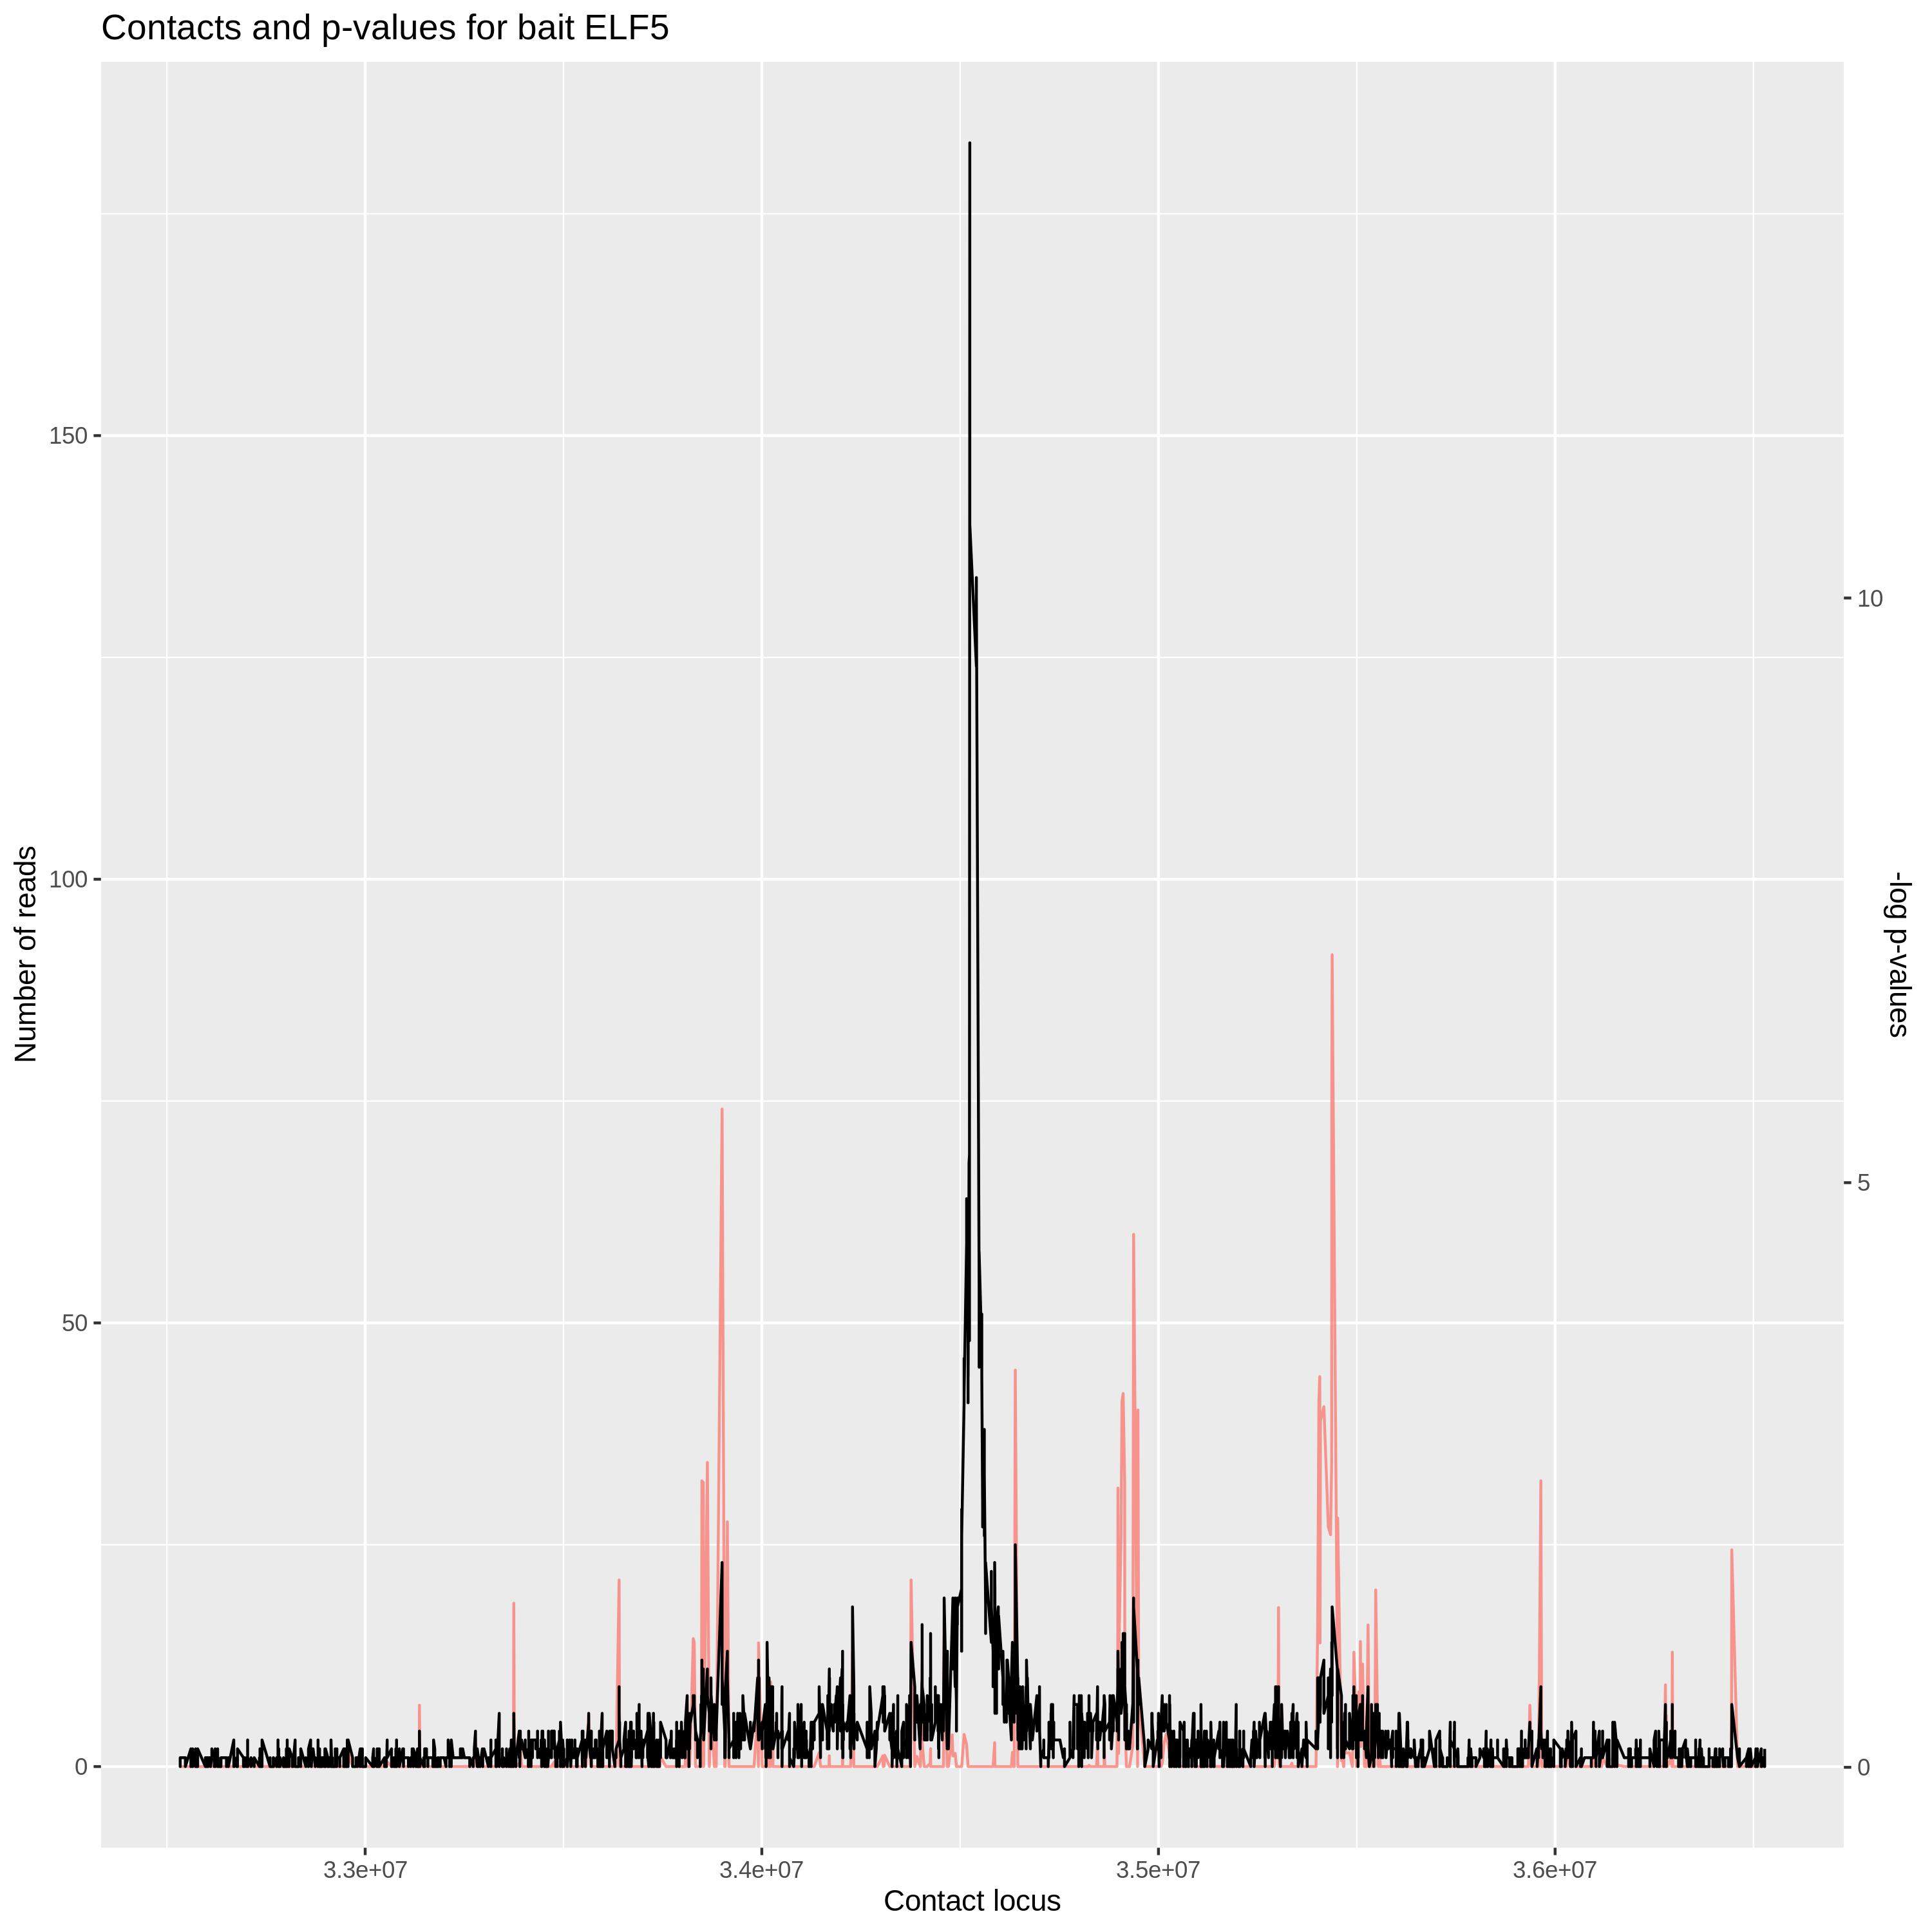 Contacts and p-values for bait ELF5
Number of reads
150
100
50
0
10
5
0
-log p-values
3.3e+07
3.4e+07
3.5e+07
3.6e+07
Contact locus